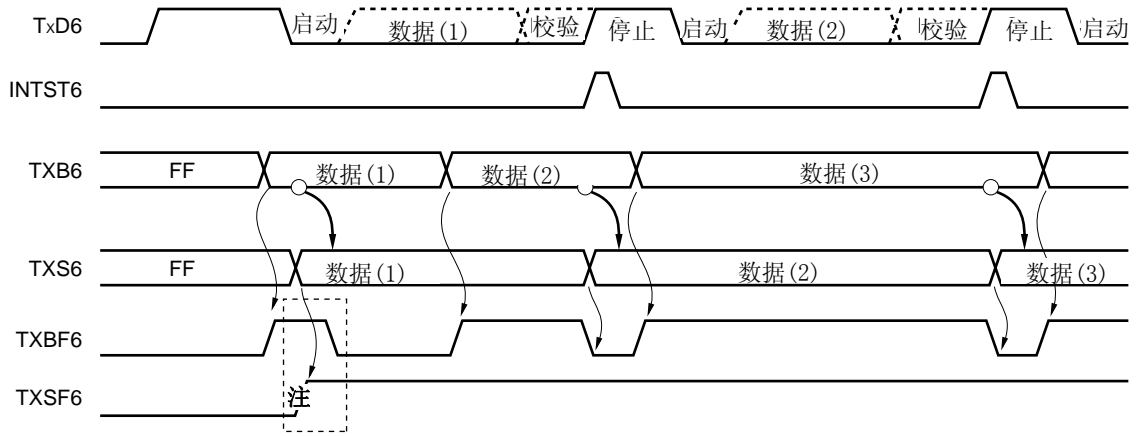 TxD6 启动 数据(1) 校验 停止 启动 数据(2) 校验 停止 启动
INTST6
TXB6 FF 数据(1) 数据(2) 数据(3)
TXS6 FF 数据(1) 数据(2) 数据(3)
TXBF6
TXSF6 注